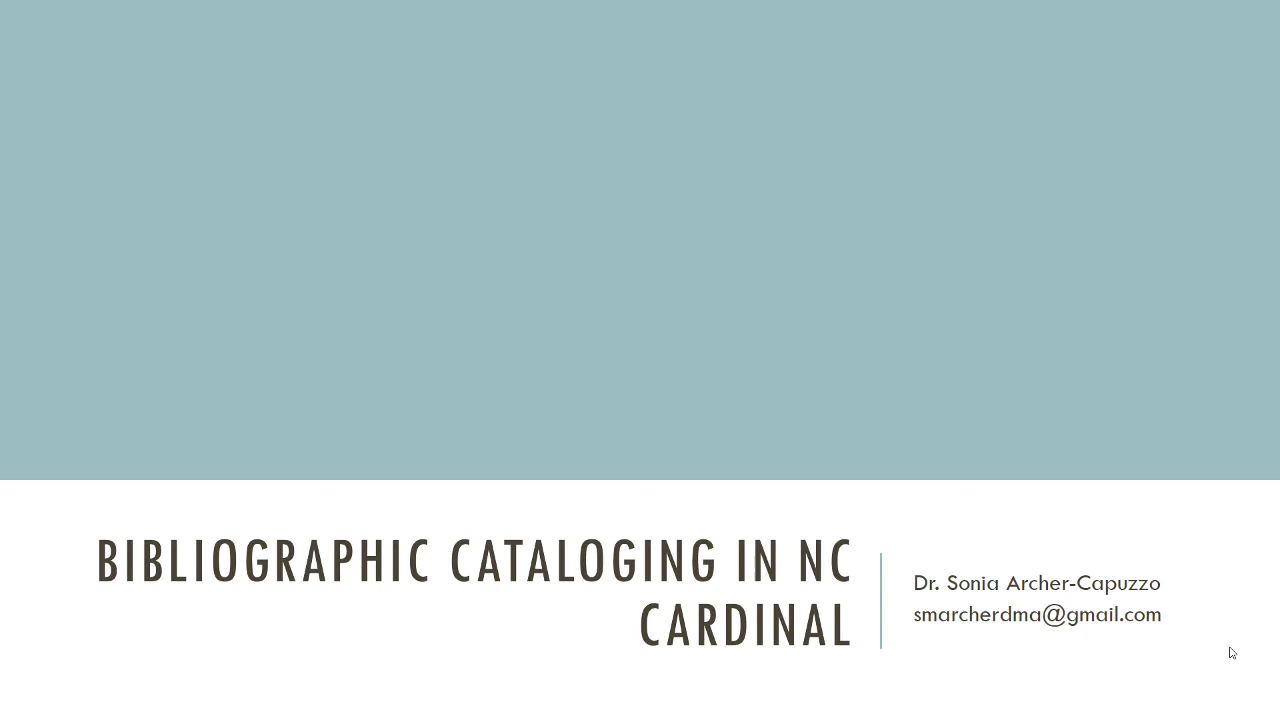 BIBLIOGRAPHIC CATALOGING IN NC
CARDINAL
Dr. Sonia Archer-Capuzzo
smarcherdma@gmail.com